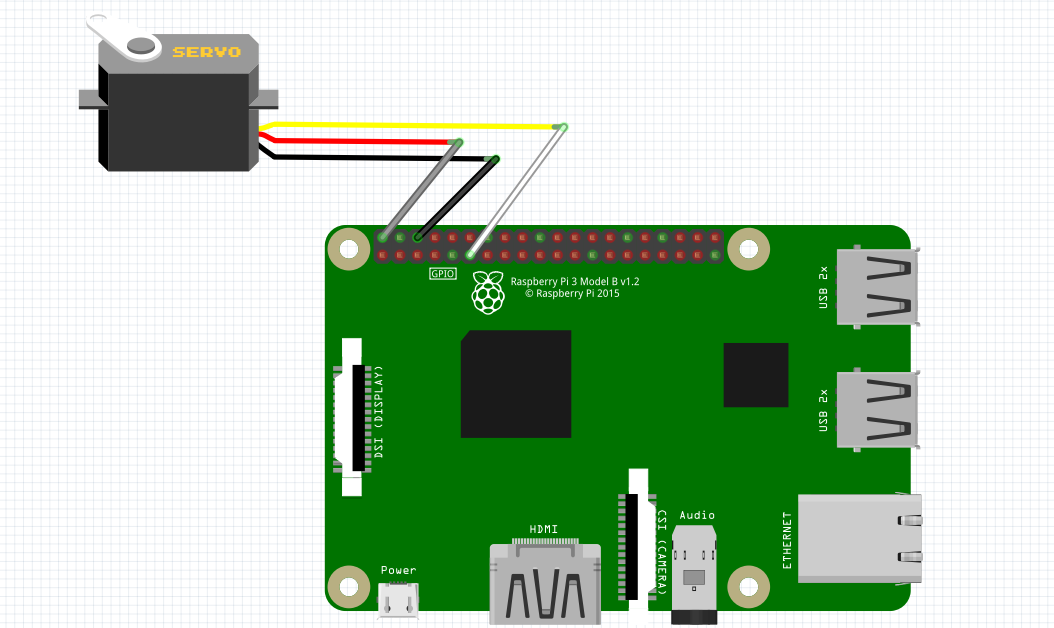 SERVO
GPIO
Raspberry Pi 3 Model B v1.2
© Raspberry Pi 2015
USB 2x
DSI (DISPLAY)
USB 2x
HDMI
CSI (CAMERA)
Audio
ETHERNET
Power